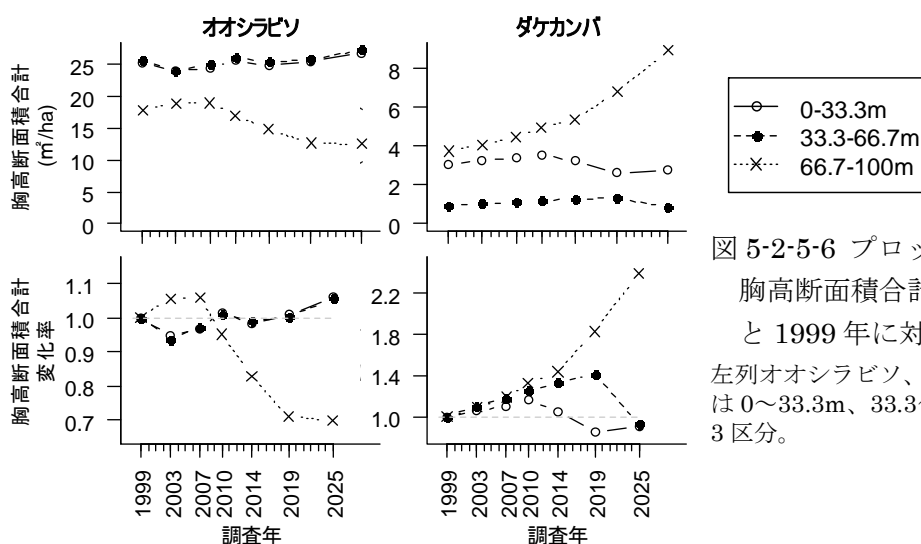 オオシラビソ
ダケカンバ
胸高断面積合計
(㎡/ha)
25
20
15
10
5
0
8
6
4
2
0
0-33.3m
33.3-66.7m
66.7-100m
図 5-2-5-6 プロッ
胸高断面積合計
と 1999 年に対
左列オオシラビソ、
は 0～33.3m、33.3～
3 区分。
胸高断面積合計
変化率
1.1
1.0
0.9
0.8
0.7
2.2
1.8
1.4
1.0
1999
2003
2007
2010
2014
2019
2025
調査年
1999
2003
2007
2010
2014
2019
2025
調査年